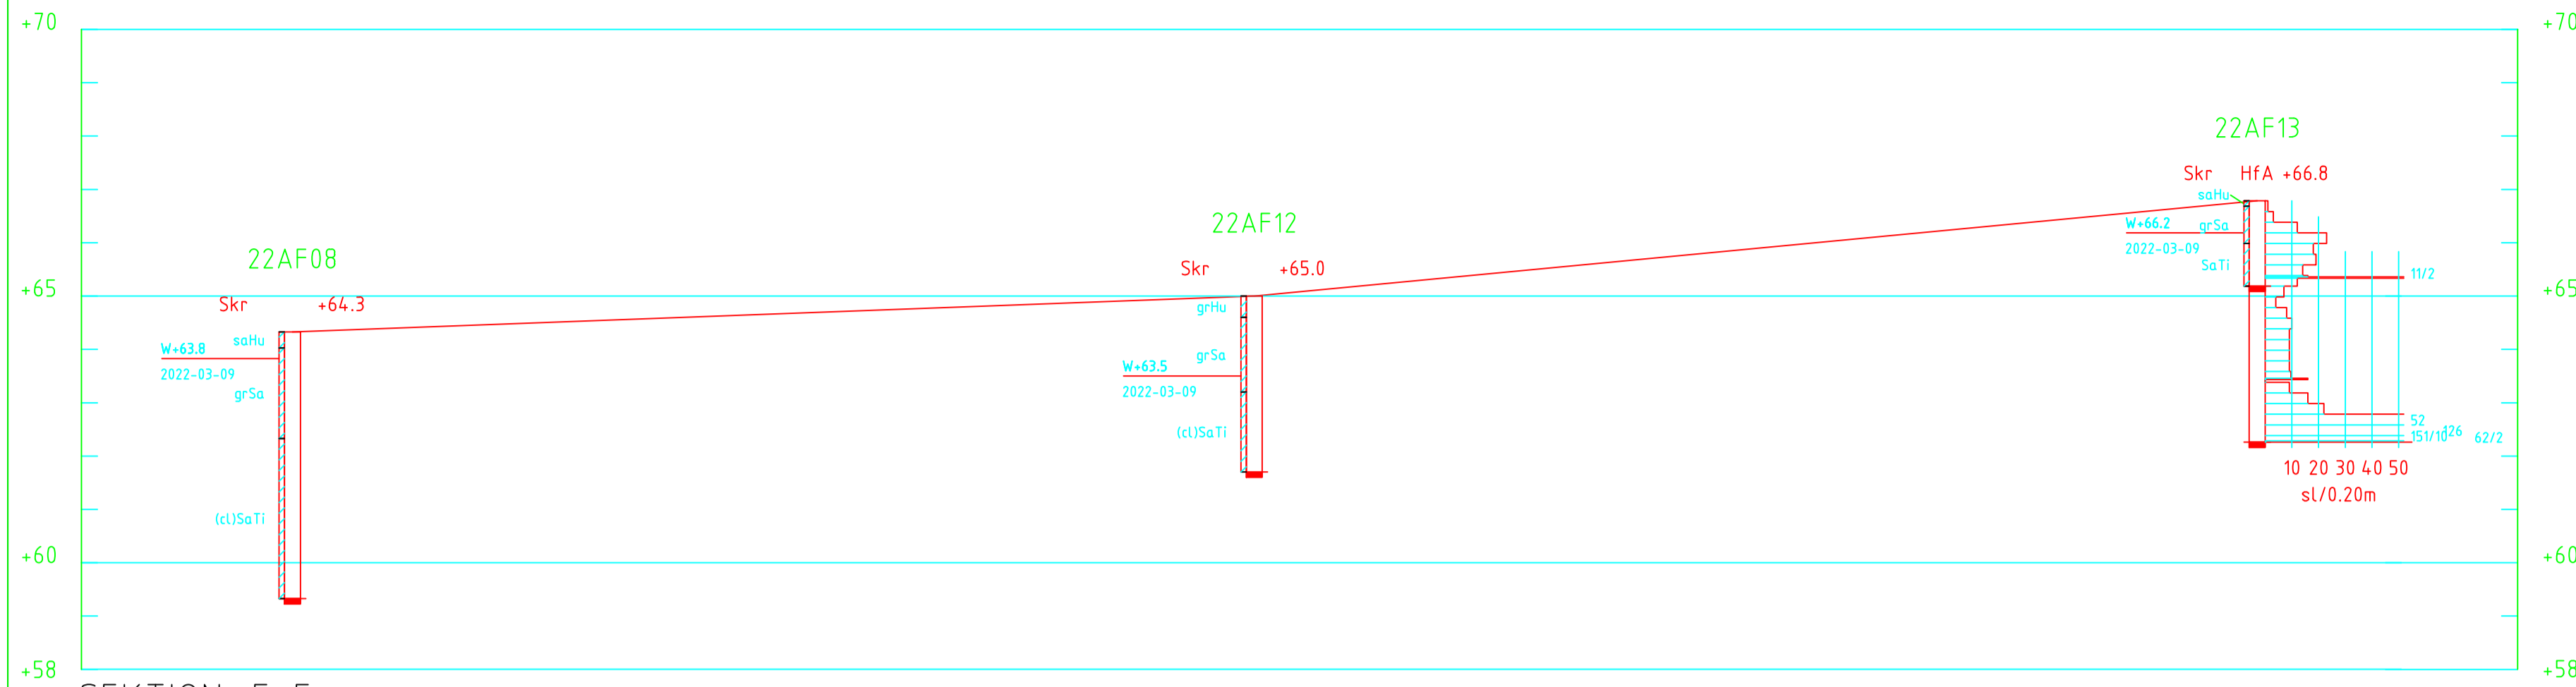 +70
+70
22AF13
Skr HfA +66.8
saHu
22AF12
W+66.2
grSa
2022-03-09
22AF08
Skr +65.0
SaTi
11/2
+65
+65
Skr +64.3
grHu
saHu
W+63.8
grSa
W+63.5
2022-03-09
2022-03-09
grSa
52
(cl)SaTi
151/10
126
62/2
10 20 30 40 50
sl/0.20m
(cl)SaTi
+60
+60
+58
+58
SEKTION